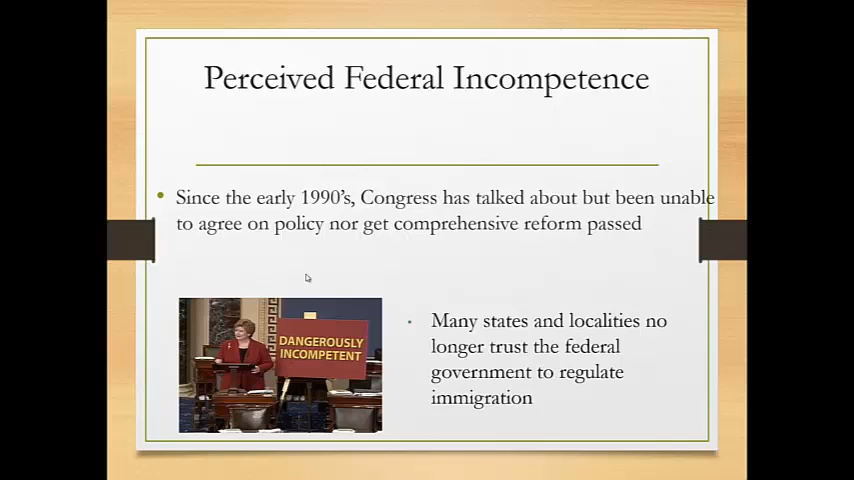 Perceived Federal Incompetence
• Since the early 1990's, Congress has talked about but been unable
to agree on policy nor get comprehensive reform passed
DANGEROUSLY
INCOMPETENT
• Many states and localities no
longer trust the federal
government to regulate
immigration